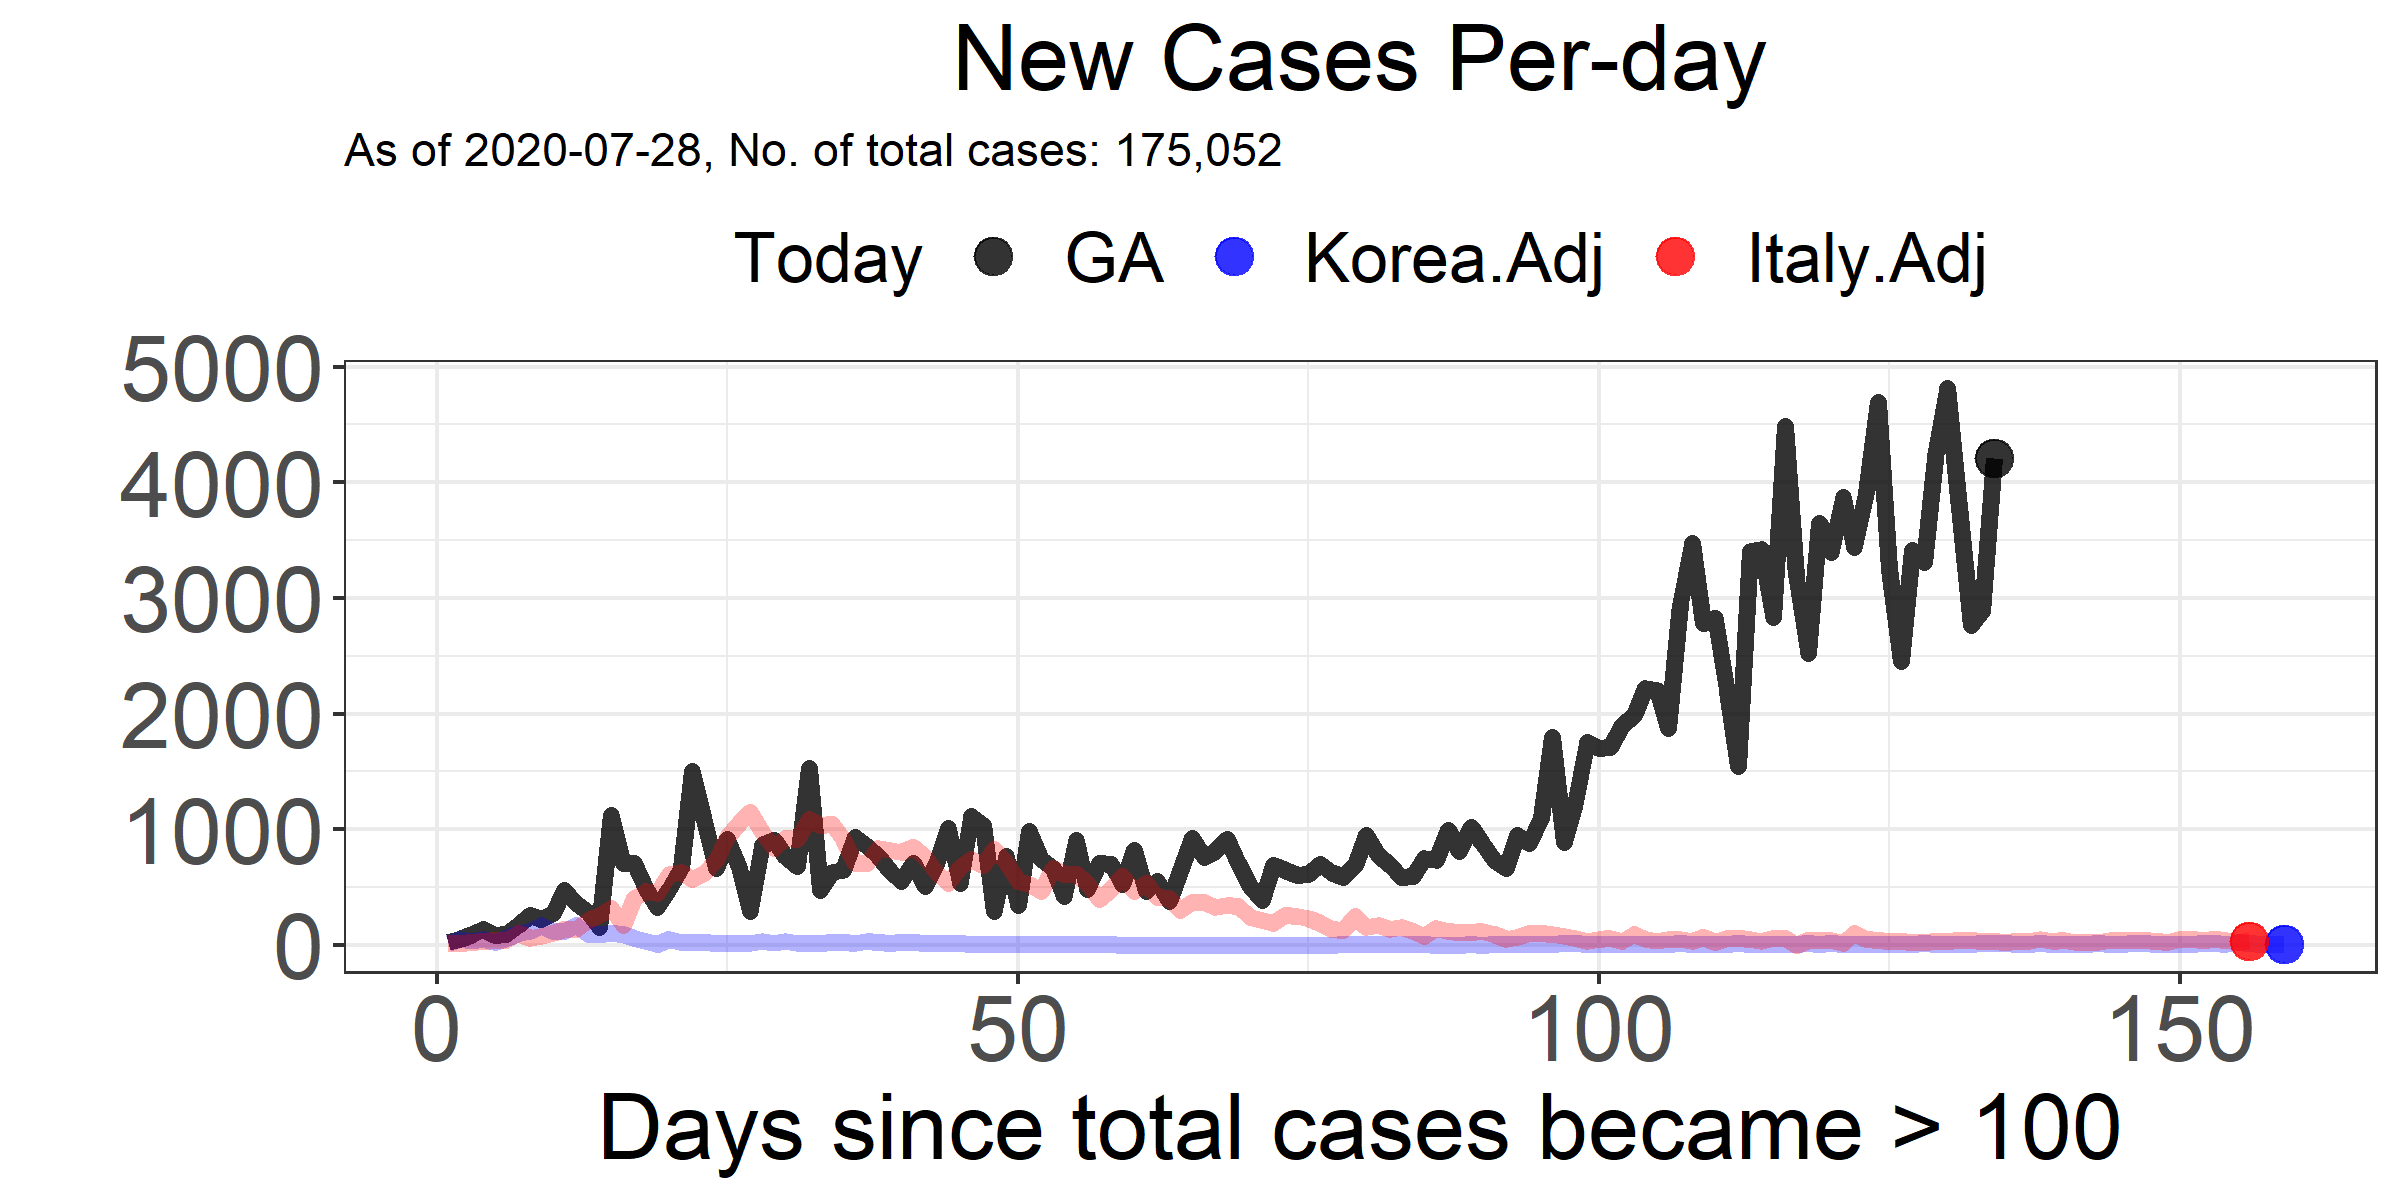 New Cases Per-day
As of 2020-07-28, No. of total cases: 175,052
Today GA Korea.Adj Italy.Adj
5000
4000
3000
2000
1000
0
0 50 100 150
Days since total cases became > 100